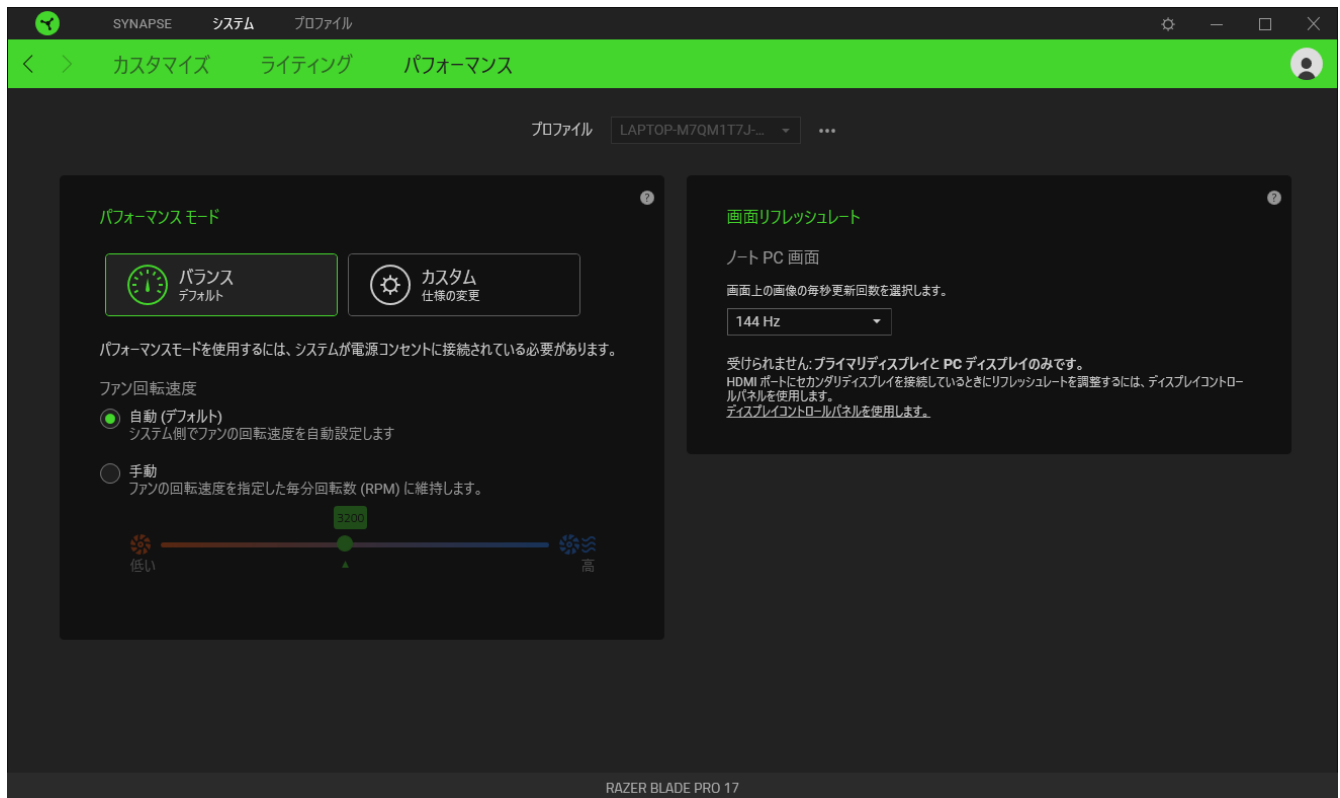 SYNAPSE システム プロファイル
カスタマイズ ライティング パフォーマンス
プロファイル LAPTOP-M7QM1T7J-... •••
パフォーマンス モード
バランス
デフォルト
カスタム
仕様の変更
パフォーマンスモードを使用するには、システムが電源コンセントに接続されている必要があります。
ファン回転速度
自動 (デフォルト)
システム側でファンの回転速度を自動設定します
手動
ファンの回転速度を指定した毎分回転数 (RPM) に維持します。
3200
低い
高
?
画面リフレッシュレート
ノート PC 画面
画面上の画像の毎秒更新回数を選択します。
144 Hz
受けられません: プライマリディスプレイと PC ディスプレイのみです。
HDMI ポートにセカンダリディスプレイを接続しているときにリフレッシュレートを調整するには、ディスプレイコントロー
ルパネルを使用します。
ディスプレイコントロールパネルを使用します。
?
RAZER BLADE PRO 17